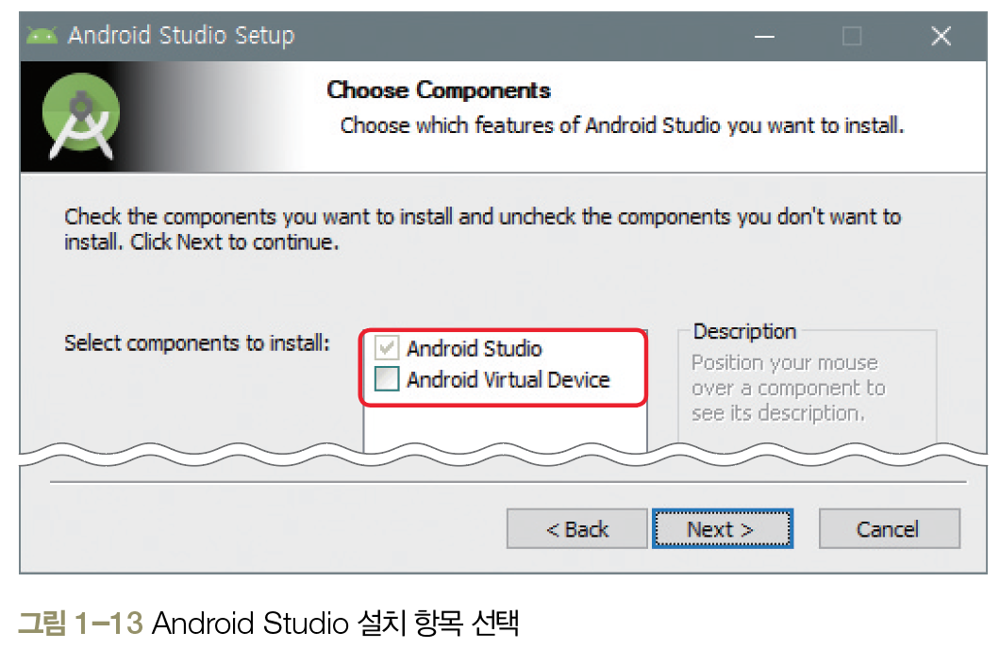 Android Studio Setup
Choose Components
Choose which features of Android Studio you want to install.
Check the components you want to install and uncheck the components you don't want to
install. Click Next to continue.
Select components to install:
Android Studio
Android Virtual Device
Description
Position your mouse
over a component to
see its description.
< Back
Next >
Cancel
그림 1-13 Android Studio 설치 항목 선택